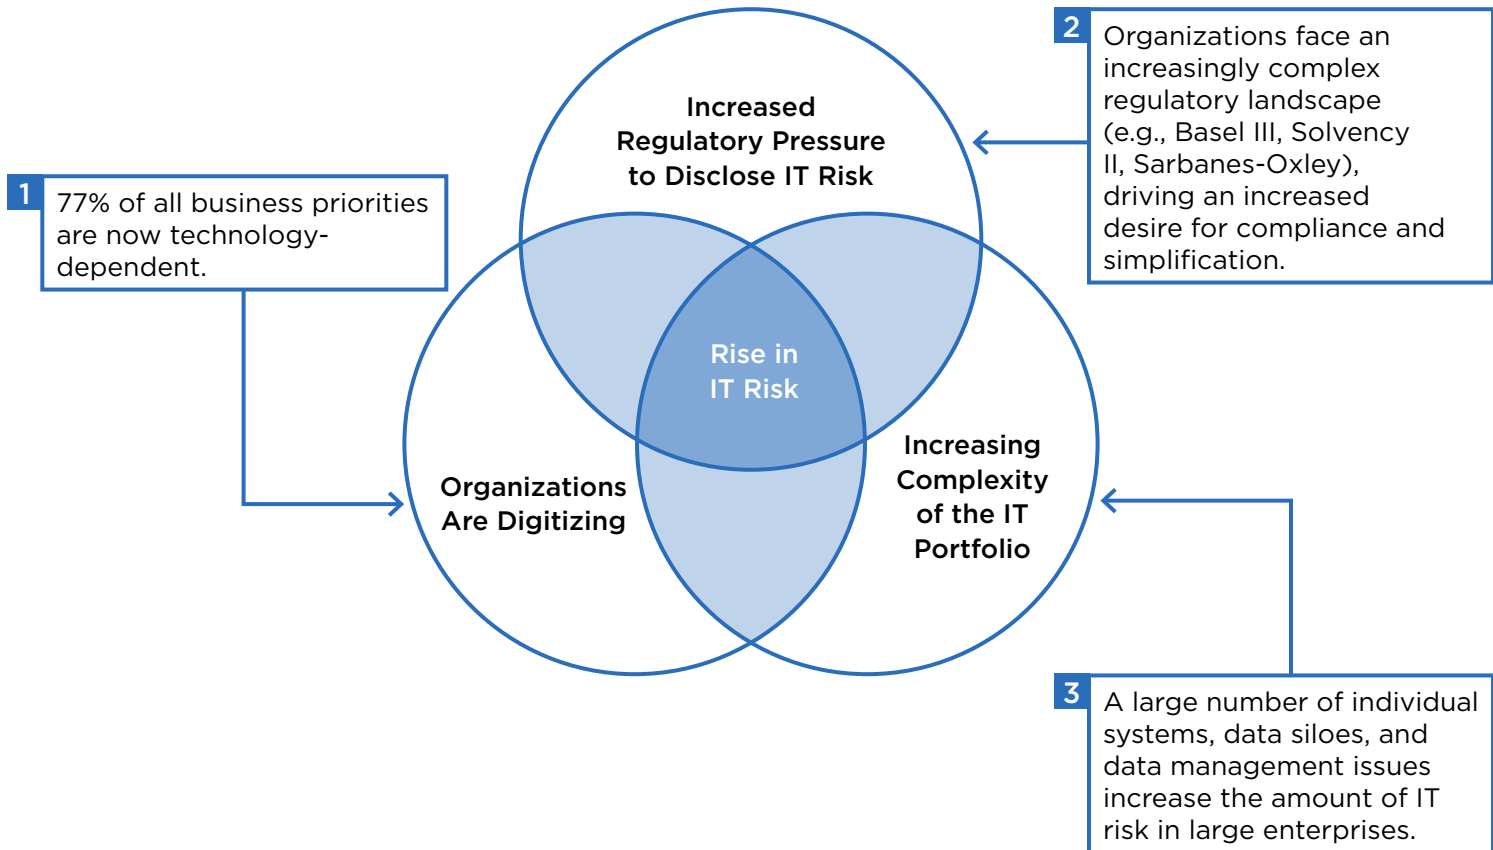 1
77% of all business priorities
are now technology-
dependent.
2
Organizations face an
increasingly complex
regulatory landscape
(e.g., Basel III, Solvency
II, Sarbanes-Oxley),
driving an increased
desire for compliance and
simplification.
Increased
Regulatory Pressure
to Disclose IT Risk
Rise in
IT Risk
Organizations
Are Digitizing
Increasing
Complexity
of the IT
Portfolio
3
A large number of individual
systems, data siloes, and
data management issues
increase the amount of IT
risk in large enterprises.